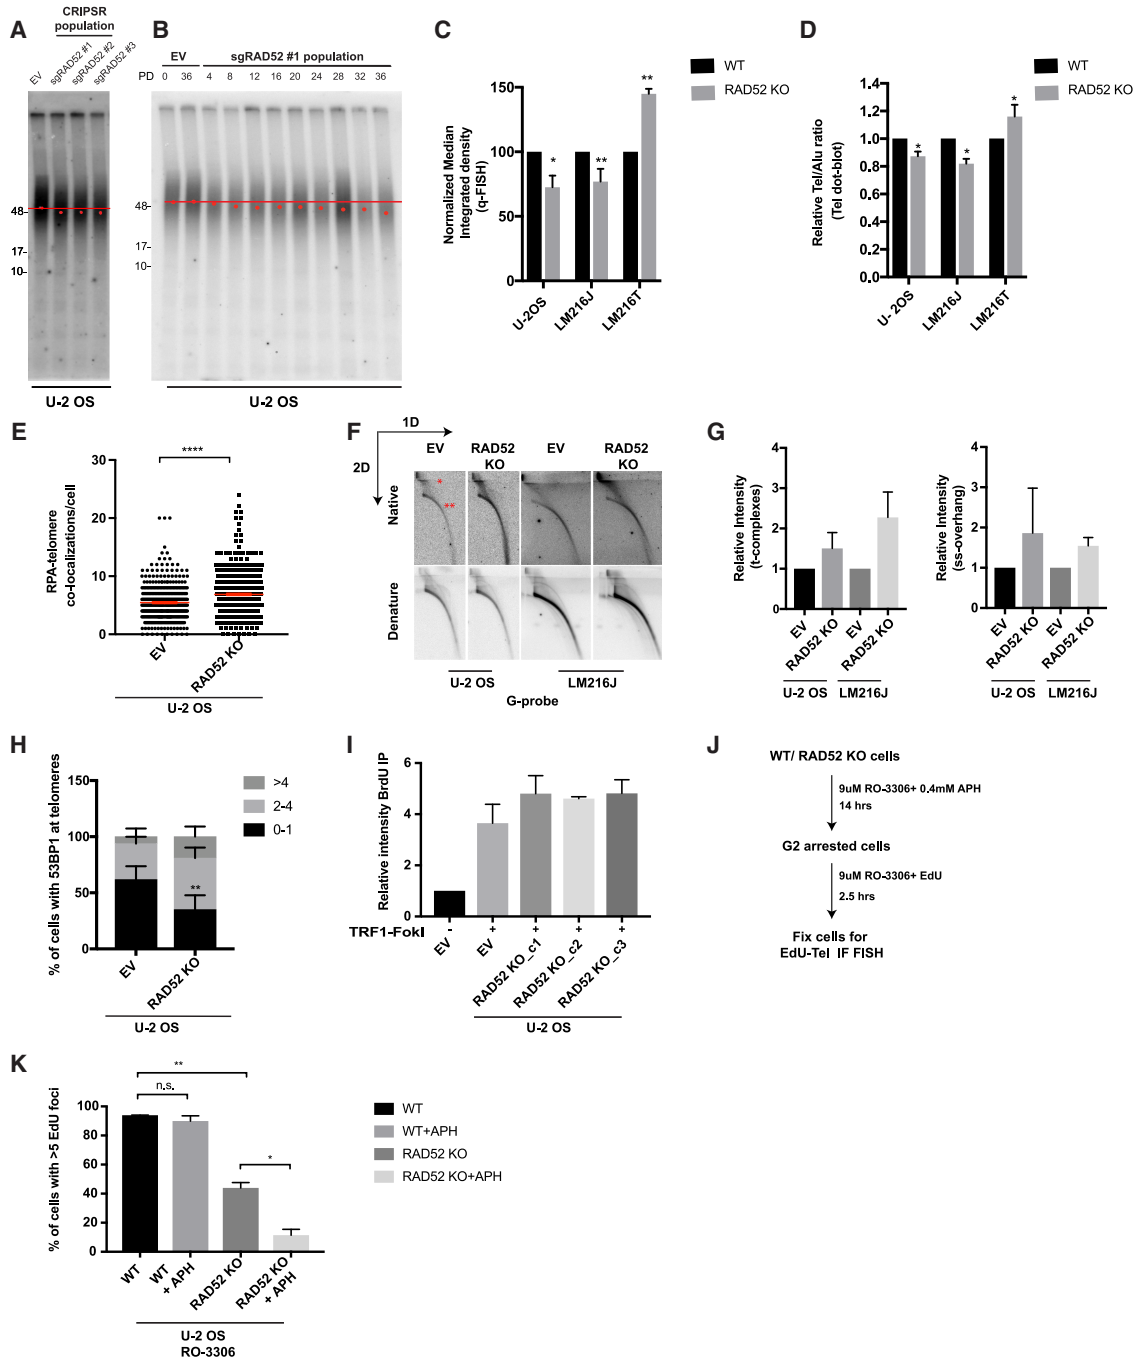 A
CRIPSR
population
EV
sgRAD52 #1
sgRAD52 #2
sgRAD52 #3
48
17
10
U-2 OS
B
EV
sgRAD52 #1 population
PD
0 36 4 8 12 16 20 24 28 32 36
48
17
10
U-2 OS
C
WT
RAD52 KO
Normalized Median
Integrated density
(q-FISH)
150
100
50
0
*
**
**
U-2OS
LM216J
LM216T
D
WT
RAD52 KO
Relative Tel/Alu ratio
(Tel dot-blot)
1.4
1.2
1.0
0.8
0.6
0.4
0.2
0.0
*
*
*
U- 2OS
LM216J
LM216T
E
RPA-telomere
co-localizations/cell
30
20
10
0
****
EV
RAD52 KO
U-2 OS
F
1D
2D
EV
RAD52
KO
EV
RAD52
KO
Native
*
**
Denature
U-2 OS
LM216J
G-probe
G
Relative Intensity
(t-complexes)
4
3
2
1
0
EV
RAD52 KO
EV
RAD52 KO
U-2 OS
LM216J
Relative Intensity
(ss-overhang)
4
3
2
1
0
EV
RAD52 KO
EV
RAD52 KO
U-2 OS
LM216J
H
% of cells with 53BP1 at telomeres
150
100
50
0
**
>4
2-4
0-1
EV
RAD52 KO
U-2 OS
I
Relative intensity BrdU IP
8
6
4
2
0
TRF1-FokI - + + + +
EV
EV
RAD52 KO_c1
RAD52 KO_c2
RAD52 KO_c3
U-2 OS
J
WT/ RAD52 KO cells
9uM RO-3306+ 0.4mM APH
14 hrs
G2 arrested cells
9uM RO-3306+ EdU
2.5 hrs
Fix cells for
EdU-Tel IF FISH
K
% of cells with >5 EdU foci
100
80
60
40
20
0
**
n.s.
*
WT
WT+APH
RAD52 KO
RAD52 KO+APH
WT
WT
+ APH
RAD52 KO
RAD52 KO
+ APH
U-2 OS
RO-3306